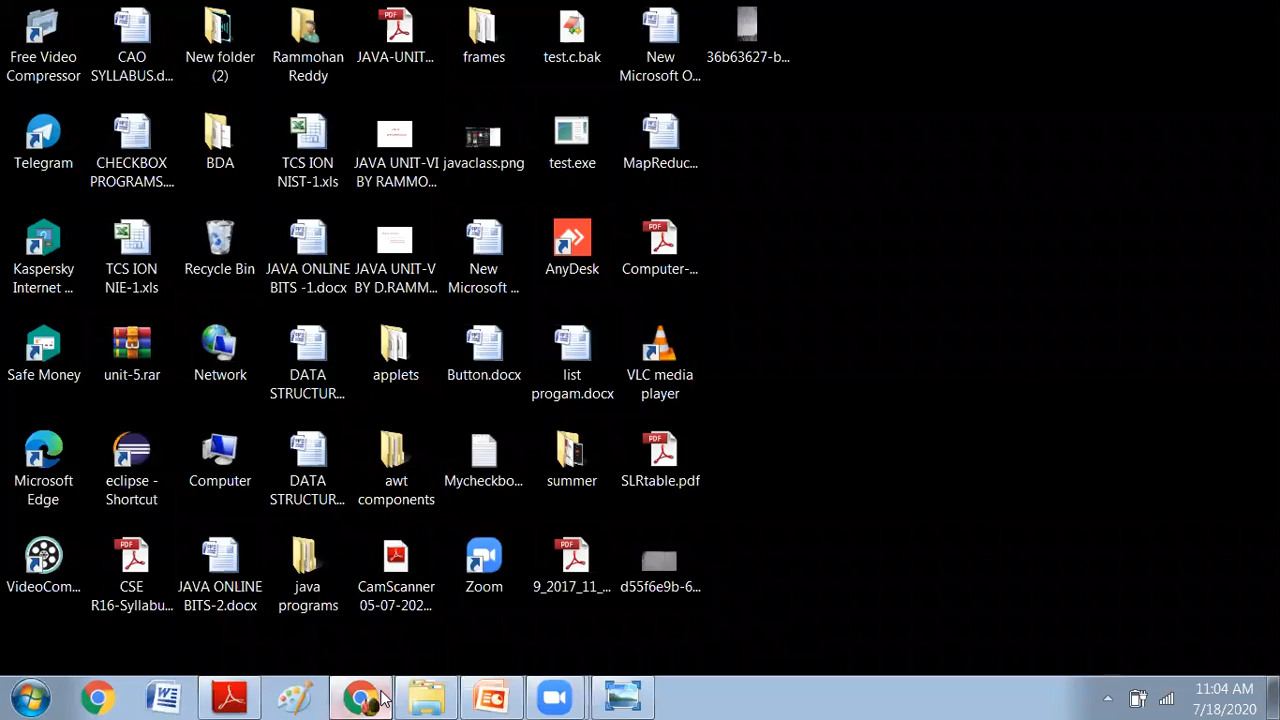 Free Video
Compressor
CAO
SYLLABUS.d...
New folder
(2)
Rammohan
Reddy
JAVA-UNIT...
frames
test.c.bak
New
Microsoft O...
36b63627-b...
Telegram
CHECKBOX
PROGRAMS....
BDA
TCS ION
NIST-1.xls
JAVA UNIT-VI
BY RAMMO...
javaclass.png
test.exe
MapReduc...
Kaspersky
Internet ...
TCS ION
NIE-1.xls
Recycle Bin
JAVA ONLINE
BITS -1.docx
JAVA UNIT-V
BY D.RAMM...
New
Microsoft ...
AnyDesk
Computer-...
Safe Money
unit-5.rar
Network
DATA
STRUCTUR...
applets
Button.docx
list
progam.docx
VLC media
player
Microsoft
Edge
eclipse -
Shortcut
Computer
DATA
STRUCTUR...
awt
components
Mycheckbo...
summer
SLRtable.pdf
VideoCom...
CSE
R16-Syllabu...
JAVA ONLINE
BITS-2.docx
java
programs
CamScanner
05-07-202...
Zoom
9_2017_11_...
d55f6e9b-6...
1:04 AM
7/18/2020